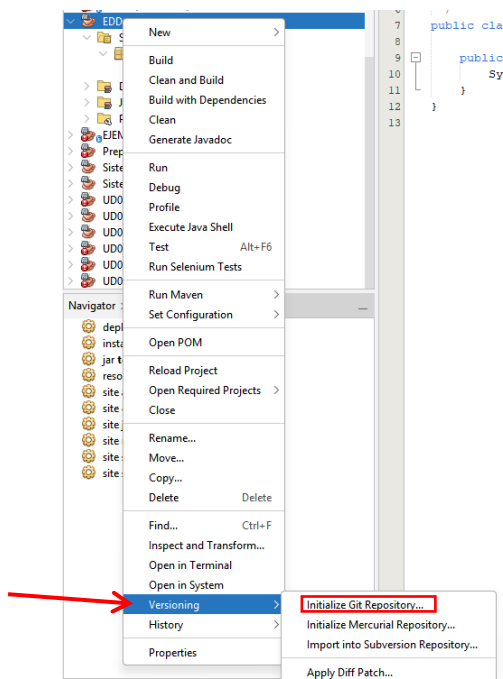 EDD
New
Build
Clean and Build
Build with Dependencies
Clean
Generate Javadoc
Run
Debug
Profile
Execute Java Shell
Test Alt+F6
Run Selenium Tests
Run Maven
Set Configuration
Open POM
Reload Project
Open Required Projects
Close
Rename...
Move...
Copy...
Delete Delete
Find... Ctrl+F
Inspect and Transform...
Open in Terminal
Open in System
Versioning
History
Properties
Initialize Git Repository...
Initialize Mercurial Repository...
Import into Subversion Repository...
Apply Diff Patch...
EJEN
Prep
Siste
Siste
UD0
UD0
UD0
UD0
UD0
UD0
Navigator
depl
insta
jar t
reso
site
site
site
site
site
site
7 public cla
8
9 public
10 Sy
11 }
12 }
13